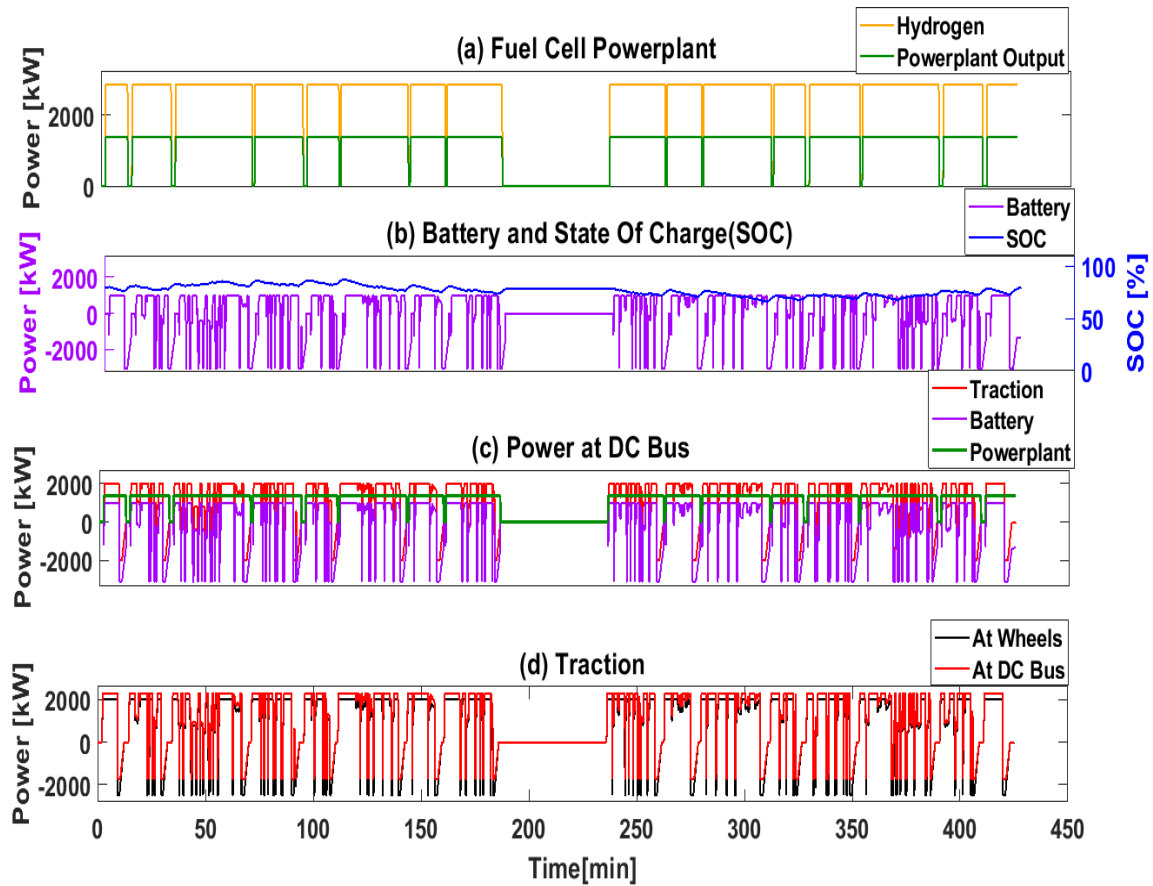 Hydrogen
Powerplant Output
(a) Fuel Cell Powerplant
Power [kW]
2000
0
Battery
SOC
(b) Battery and State Of Charge(SOC)
Power [kW]
2000
0
-2000
100
50
0
SOC [%]
Traction
Battery
Powerplant
(c) Power at DC Bus
Power [kW]
2000
0
-2000
At Wheels
At DC Bus
(d) Traction
Power [kW]
2000
0
-2000
0 50 100 150 200 250 300 350 400 450
Time[min]